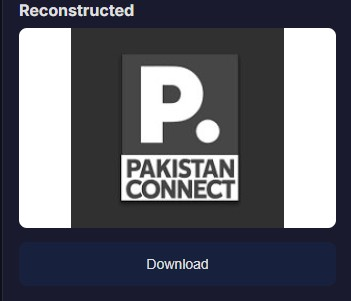 Reconstructed
P.
PAKISTAN
CONNECT
Download